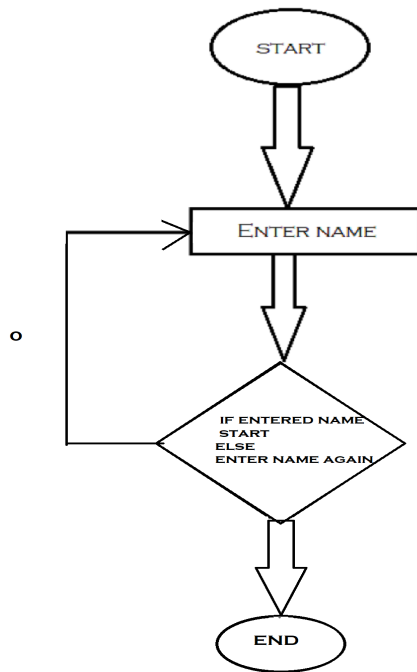 START
ENTER NAME
O
IF ENTERED NAME
START
ELSE
ENTER NAME AGAIN
END